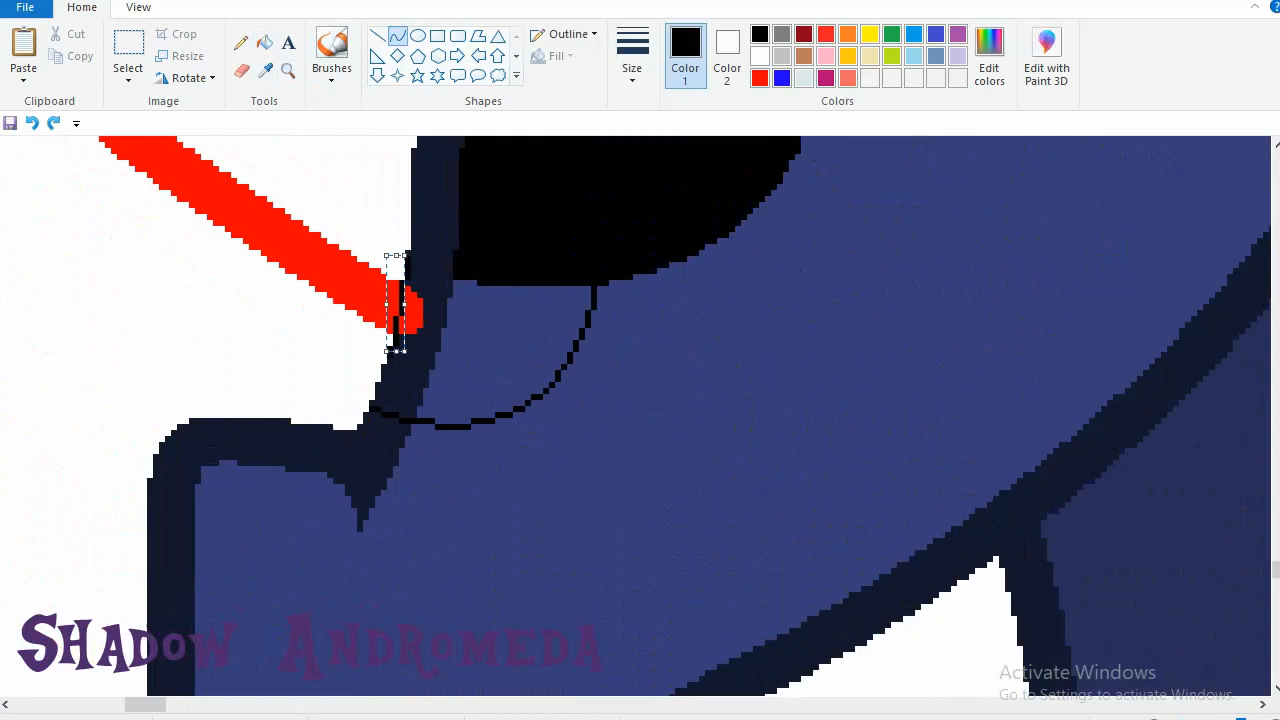 File Home View
Paste Cut Copy Select Crop Resize Rotate Brushes Outline Fill Size Color 1 Color 2 Edit colors Edit with Paint 3D
Clipboard Image Tools Shapes Colors
Shadow Andromeda
Activate Windows
Go to Settings to activate Windows.